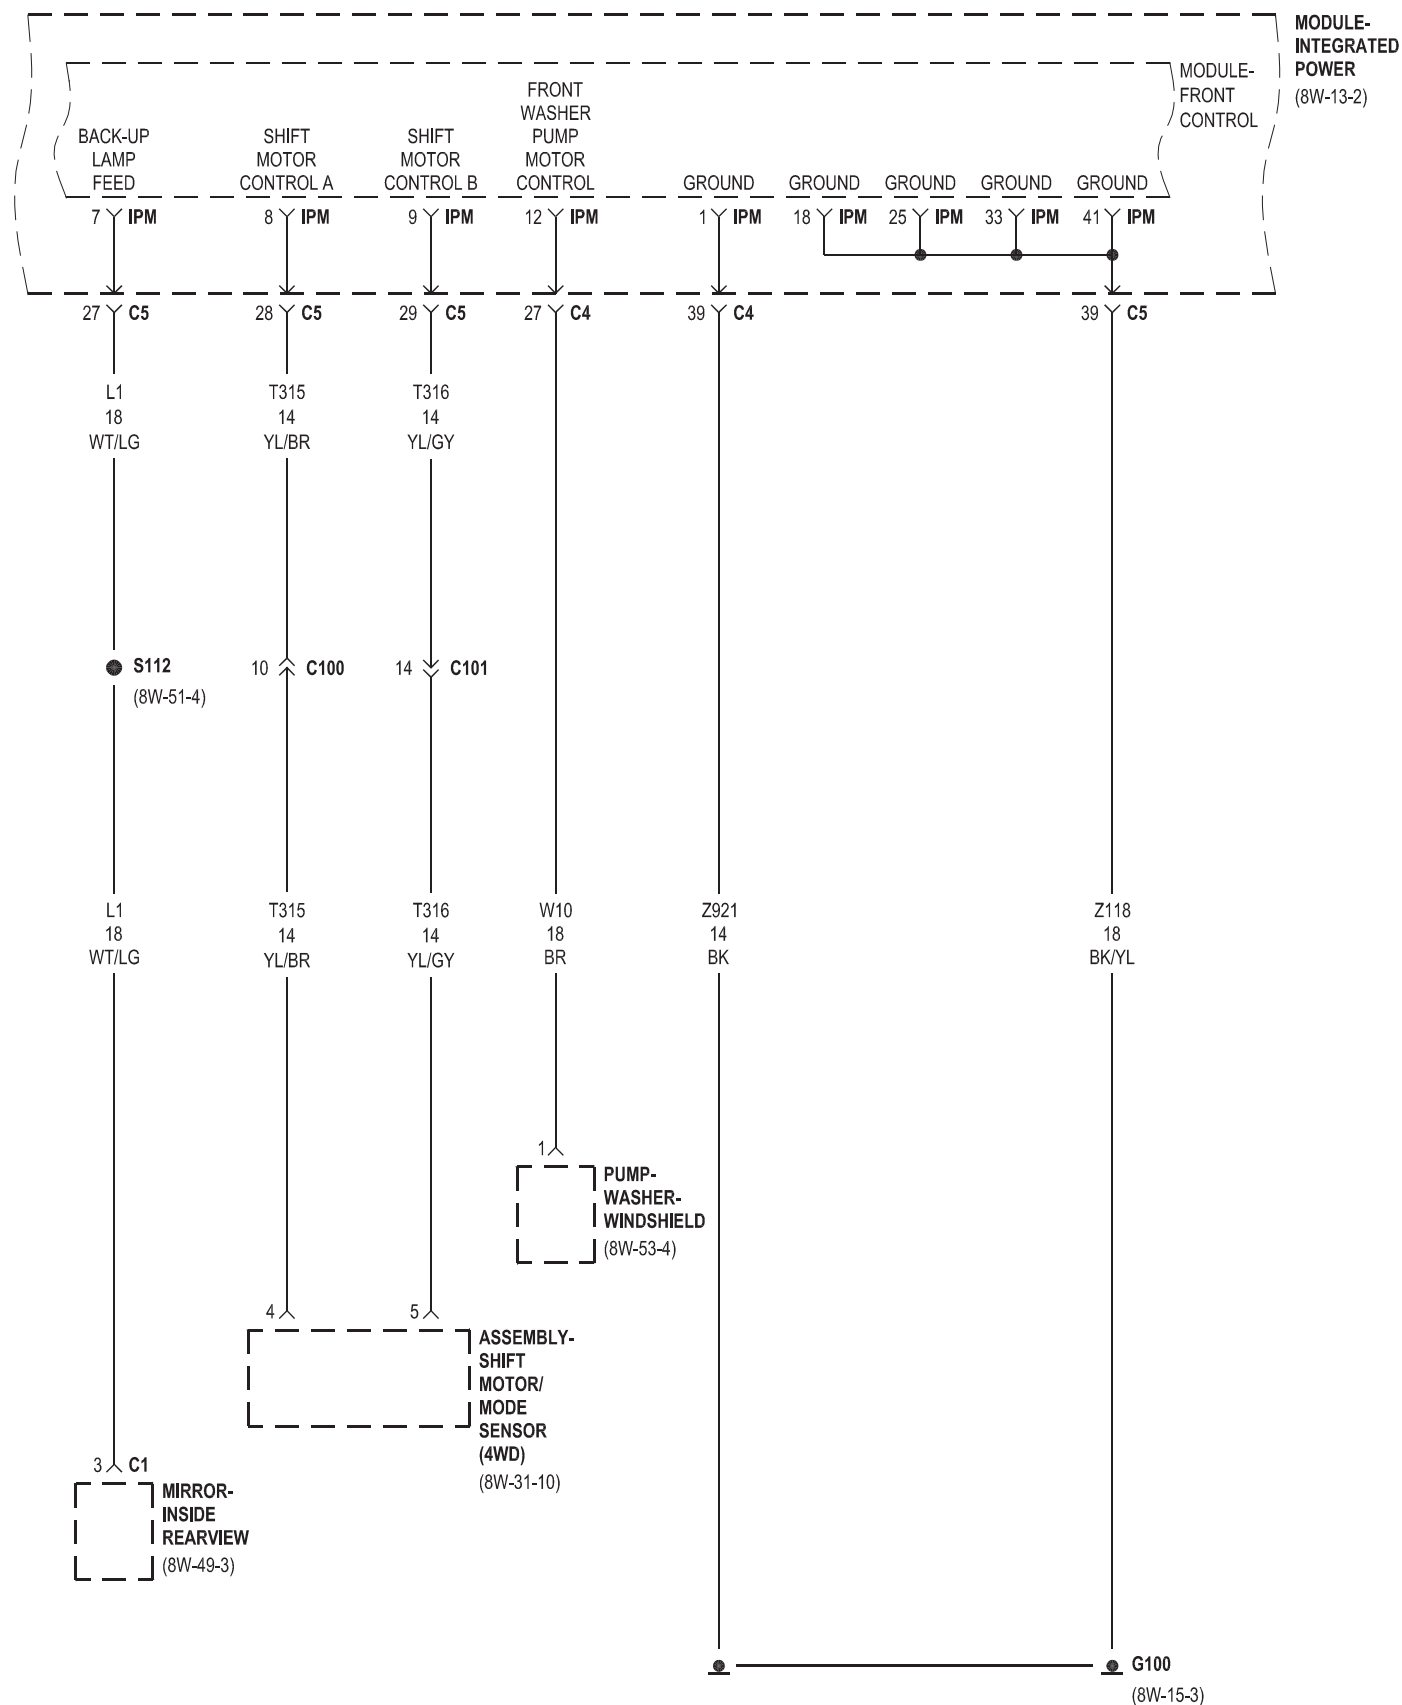 MODULE-
INTEGRATED
POWER
(8W-13-2)
MODULE-
FRONT
CONTROL
BACK-UP
LAMP
FEED
SHIFT
MOTOR
CONTROL A
SHIFT
MOTOR
CONTROL B
FRONT
WASHER
PUMP
MOTOR
CONTROL
GROUND
GROUND
GROUND
GROUND
GROUND
7 IPM
8 IPM
9 IPM
12 IPM
1 IPM
18 IPM
25 IPM
33 IPM
41 IPM
27 C5
28 C5
29 C5
27 C4
39 C4
39 C5
L1
18
WT/LG
T315
14
YL/BR
T316
14
YL/GY
S112
(8W-51-4)
10 C100
14 C101
L1
18
WT/LG
T315
14
YL/BR
T316
14
YL/GY
W10
18
BR
Z921
14
BK
Z118
18
BK/YL
1
PUMP-
WASHER-
WINDSHIELD
(8W-53-4)
4
5
ASSEMBLY-
SHIFT
MOTOR/
MODE
SENSOR
(4WD)
(8W-31-10)
3 C1
MIRROR-
INSIDE
REARVIEW
(8W-49-3)
G100
(8W-15-3)